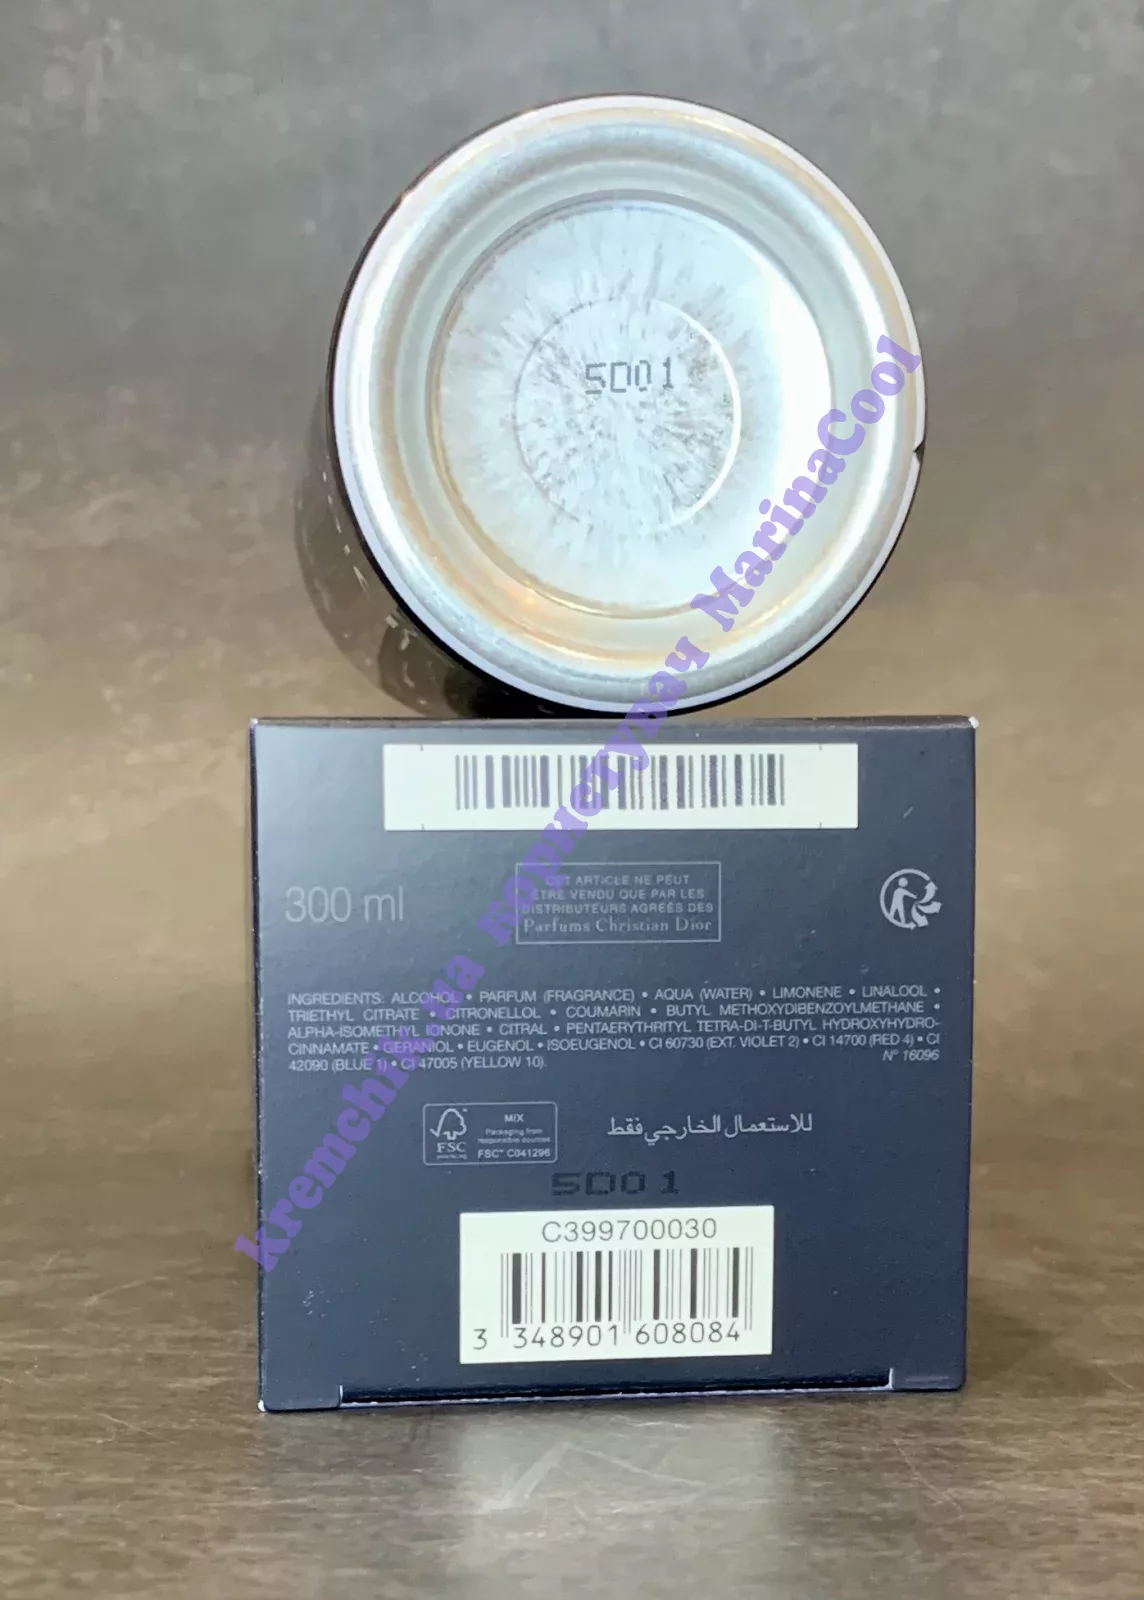 5D01
300 ml
CET ARTICLE NE PEUT
ÊTRE VENDU QUE PAR LES
DISTRIBUTEURS AGRÉÉS DES
Parfums Christian Dior
INGREDIENTS: ALCOHOL • PARFUM (FRAGRANCE) • AQUA (WATER) • LIMONENE • LINALOOL •
TRIETHYL CITRATE • CITRONELLOL • COUMARIN • BUTYL METHOXYDIBENZOYLMETHANE •
ALPHA-ISOMETHYL IONONE • CITRAL • PENTAERYTHRITYL TETRA-DI-T-BUTYL HYDROXYHYDRO-
CINNAMATE • GERANIOL • EUGENOL • ISOEUGENOL • CI 60730 (EXT. VIOLET 2) • CI 14700 (RED 4) • CI
42090 (BLUE 1) • CI 47005 (YELLOW 10).
N° 16096
FSC
MIX
Packaging from
responsible sources
FSC® C041296
للاستعمال الخارجي فقط
5D01
C399700030
3 348901 608084
kremchik.ua користувач MarinaCool